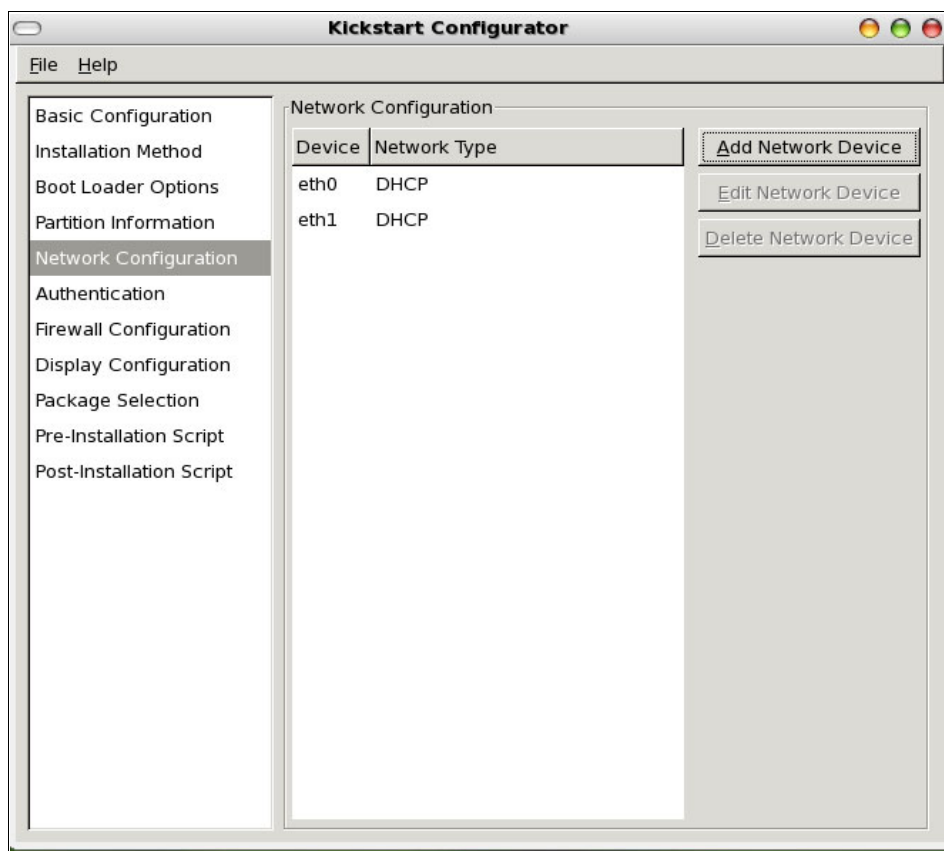 Kickstart Configurator
File Help
Basic Configuration
Installation Method
Boot Loader Options
Partition Information
Network Configuration
Authentication
Firewall Configuration
Display Configuration
Package Selection
Pre-Installation Script
Post-Installation Script
Network Configuration
Device Network Type
eth0 DHCP
eth1 DHCP
Add Network Device
Edit Network Device
Delete Network Device